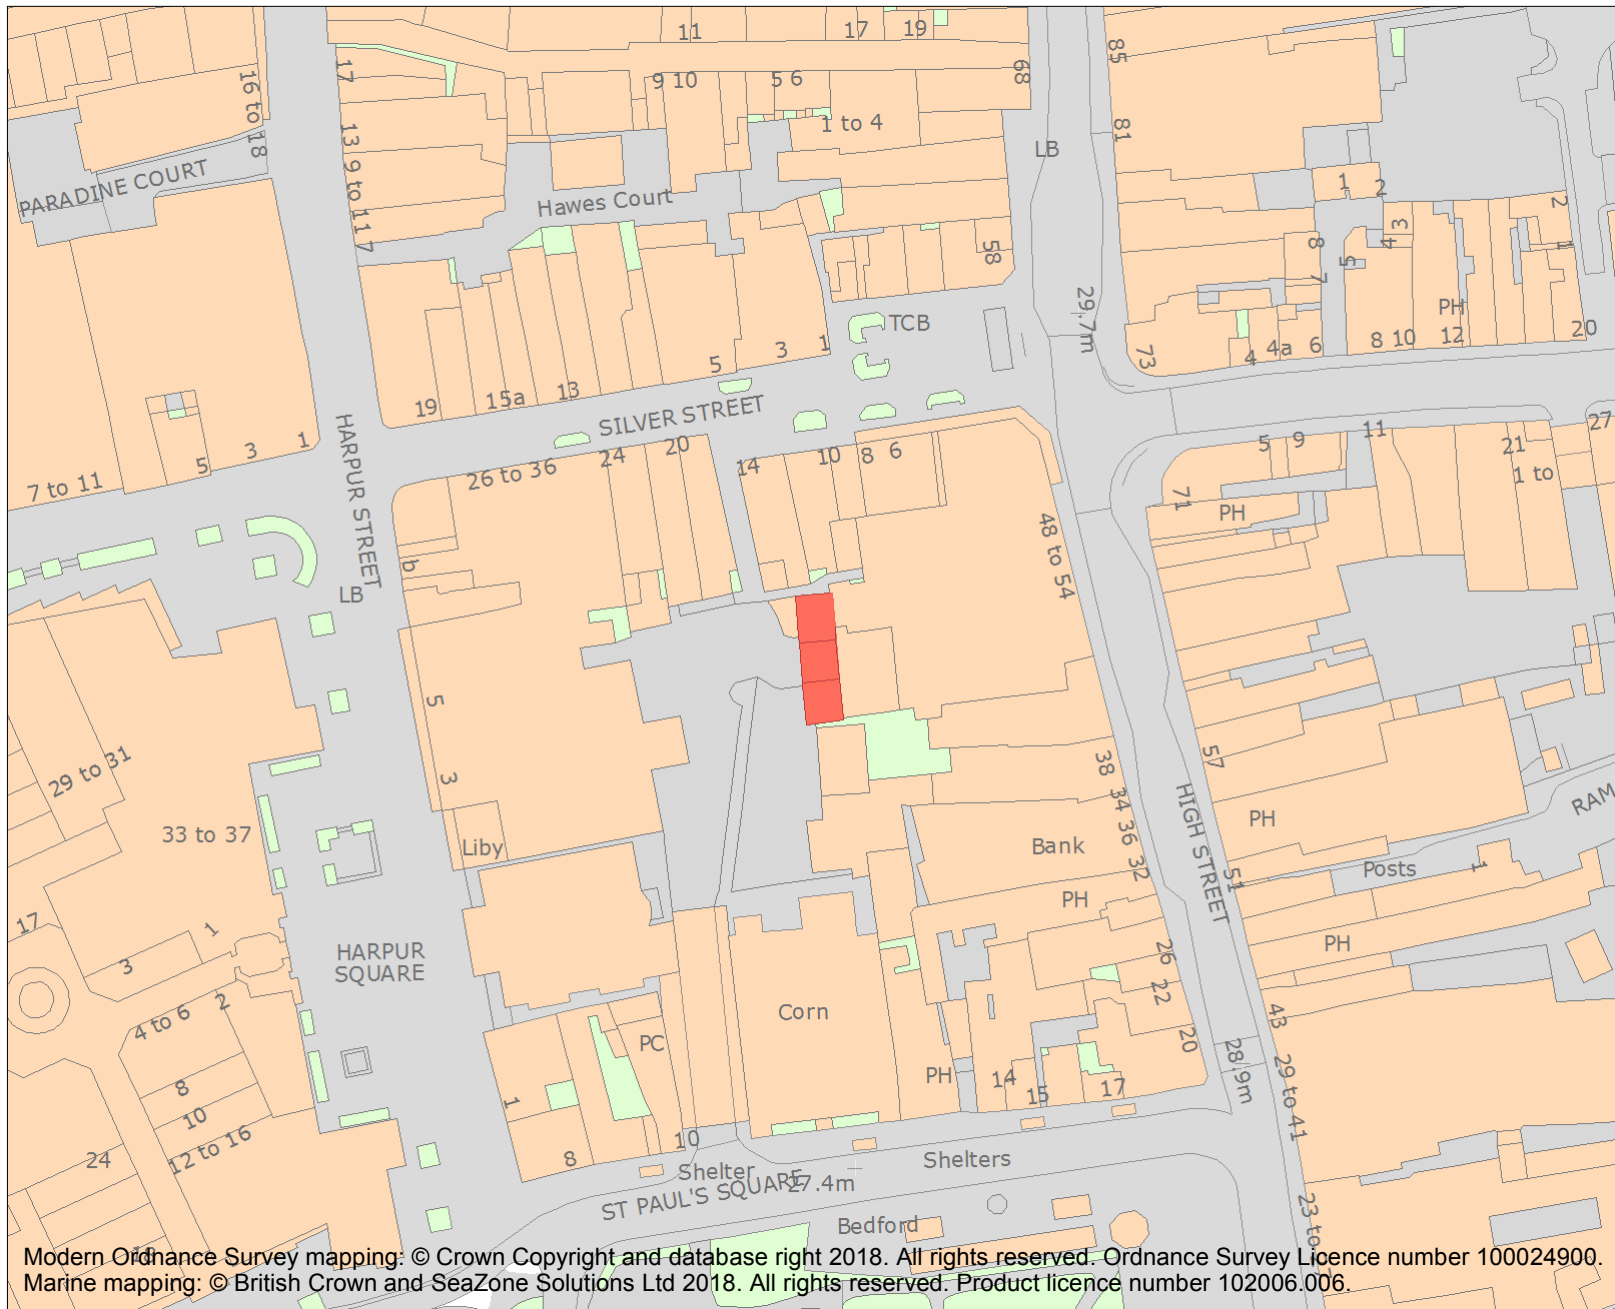 11
17
19
85
16 to 18
17
9 10
5 6
68
1 to 4
81
13
9 to 11
7
LB
PARADINE COURT
Hawes Court
1
2
3
4
2
1
58
8
7
5
29.7m
PH
TCB
1
3
5
73
4
4a
6
8
10
12
20
19
15a
13
SILVER STREET
HARPUR STREET
1
3
5
7 to 11
26 to 36
24
20
14
10
8
6
5
9
11
21
27
1 to
71
PH
48 to 54
b
LB
5
3
29 to 31
33 to 37
Liby
38
34
36
32
57
HIGH STREET
PH
RAM
Bank
51
Posts
1
PH
PH
17
1
3
HARPUR
SQUARE
26
22
20
43
4 to 6
2
Corn
PC
28.9m
29 to 41
PH
14
15
17
8
10
12 to 16
24
1
8
10
Shelter
Shelters
27.4m
ST PAUL'S SQUARE
23 to
Bedford
18
Modern Ordnance Survey mapping: © Crown Copyright and database right 2018. All rights reserved. Ordnance Survey Licence number 100024900.
Marine mapping: © British Crown and SeaZone Solutions Ltd 2018. All rights reserved. Product licence number 102006.006.